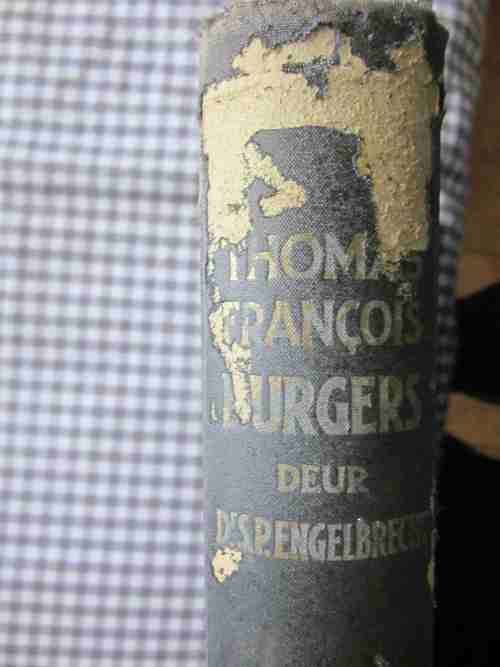 THOMAS
FRANÇOIS
BURGERS
DEUR
DR S.P. ENGELBRECHT